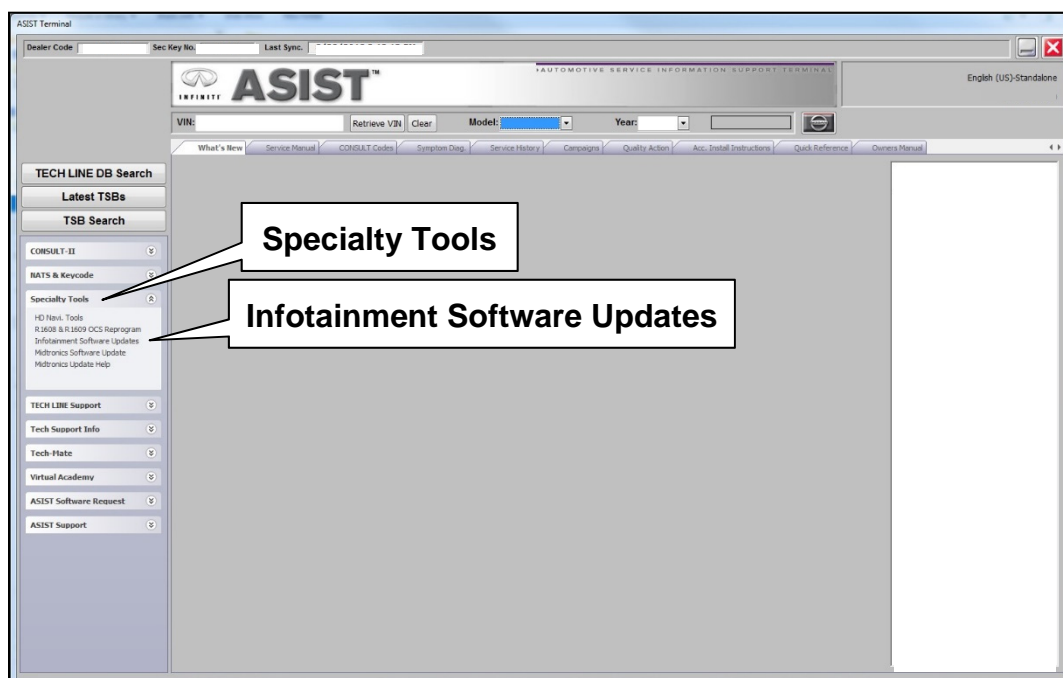 ASIST Terminal
Dealer Code Sec Key No. Last Sync.
INFINITI ASIST™
AUTOMOTIVE SERVICE INFORMATION SUPPORT TERMINAL
English (US)-Standalone
VIN: Retrieve VIN Clear Model: Year:
What's New Service Manual CONSULT Codes Symptom Diag. Service History Campaigns Quality Action Acc. Install Instructions Quick Reference Owners Manual
TECH LINE DB Search
Latest TSBs
TSB Search
CONSULT-II
NATS & Keycode
Specialty Tools
HD Navi. Tools
R1608 & R1609 OCS Reprogram
Infotainment Software Updates
Midtronics Software Update
Midtronics Update Help
TECH LINE Support
Tech Support Info
Tech-Mate
Virtual Academy
ASIST Software Request
ASIST Support
Specialty Tools
Infotainment Software Updates